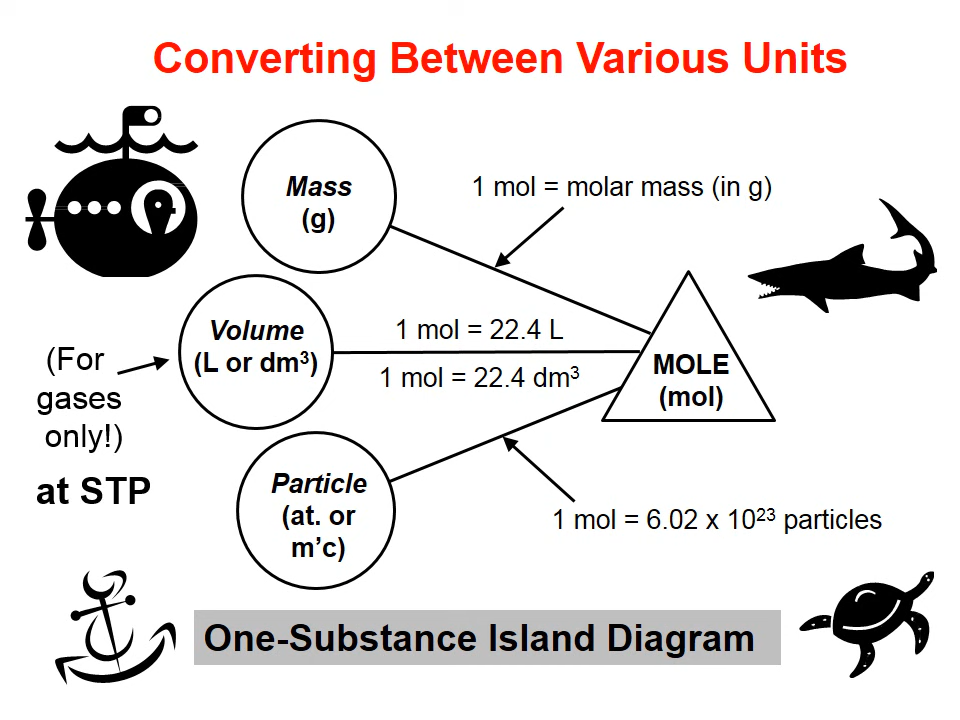 Converting Between Various Units
Mass
(g)
1 mol = molar mass (in g)
Volume
(L or dm³)
1 mol = 22.4 L
1 mol = 22.4 dm³
MOLE
(mol)
(For
gases
only!)
at STP
Particle
(at. or
m’c)
1 mol = 6.02 x 10²³ particles
One-Substance Island Diagram